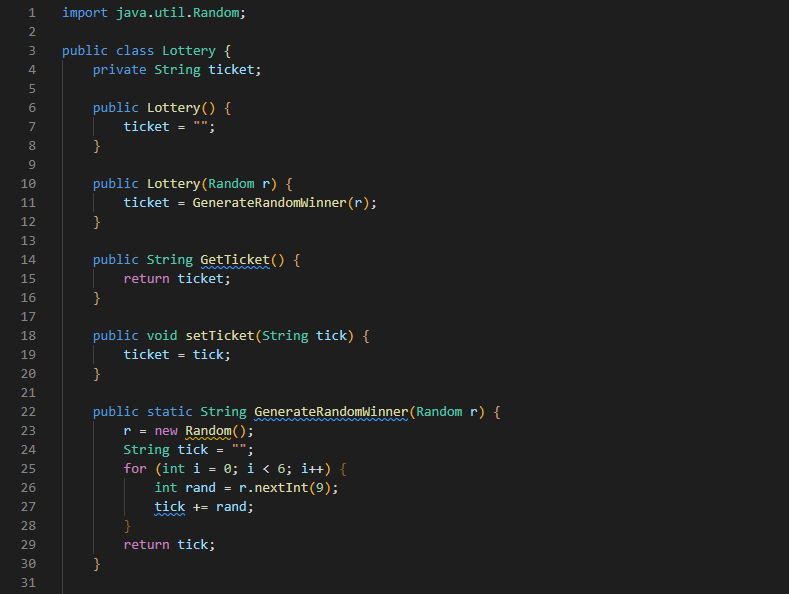 1 import java.util.Random;
2
3 public class Lottery {
4     private String ticket;
5
6     public Lottery() {
7         ticket = "";
8     }
9
10     public Lottery(Random r) {
11         ticket = GenerateRandomWinner(r);
12     }
13
14     public String GetTicket() {
15         return ticket;
16     }
17
18     public void setTicket(String tick) {
19         ticket = tick;
20     }
21
22     public static String GenerateRandomWinner(Random r) {
23         r = new Random();
24         String tick = "";
25         for (int i = 0; i < 6; i++) {
26             int rand = r.nextInt(9);
27             tick += rand;
28         }
29         return tick;
30     }
31